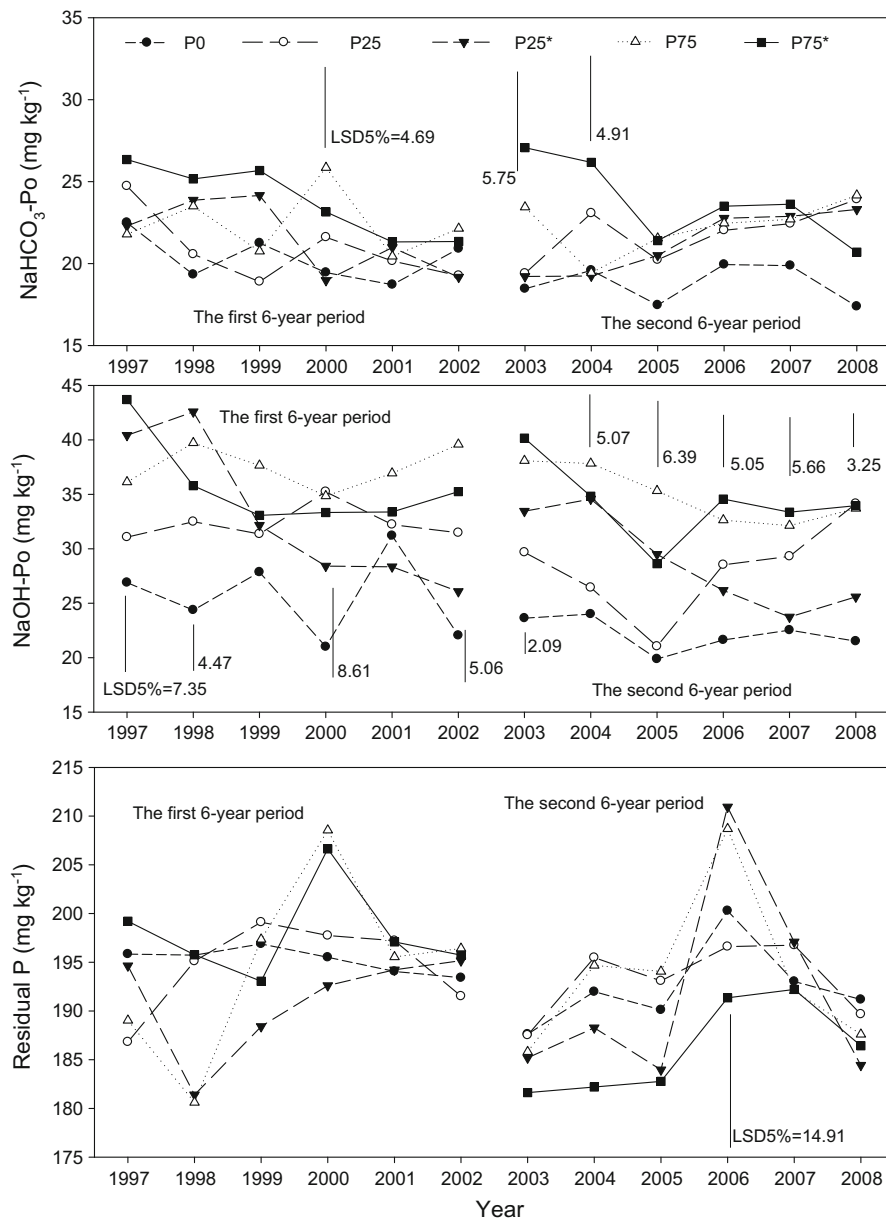 35
P0 P25 P25* P75 P75*
30
LSD5%=4.69
4.91
5.75
25
20
The first 6-year period
The second 6-year period
15
NaHCO₃-Po (mg kg⁻¹)
1997 1998 1999 2000 2001 2002 2003 2004 2005 2006 2007 2008
45
The first 6-year period
40
5.07
6.39
5.05
5.66
3.25
35
30
25
20
4.47
8.61
5.06
2.09
LSD5%=7.35
The second 6-year period
15
NaOH-Po (mg kg⁻¹)
1997 1998 1999 2000 2001 2002 2003 2004 2005 2006 2007 2008
215
The first 6-year period
The second 6-year period
210
205
200
195
190
185
180
LSD5%=14.91
175
Residual P (mg kg⁻¹)
1997 1998 1999 2000 2001 2002 2003 2004 2005 2006 2007 2008
Year